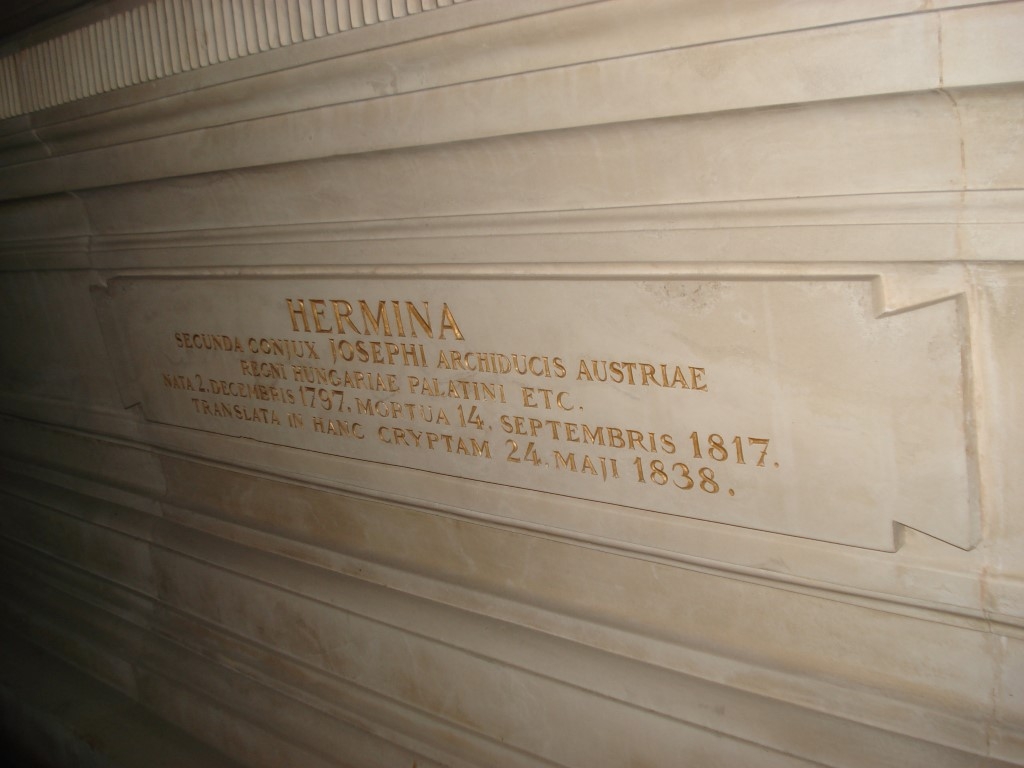 HERMINA
SECUNDA CONJUX JOSEPHI ARCHIDUCIS AUSTRIAE
REGNI HUNGARIAE PALATINI ETC.
NATA 2. DECEMBRIS 1797. MORTUA 14. SEPTEMBRIS 1817.
TRANSLATA IN HANC CRYPTAM 24. MAJI 1838.